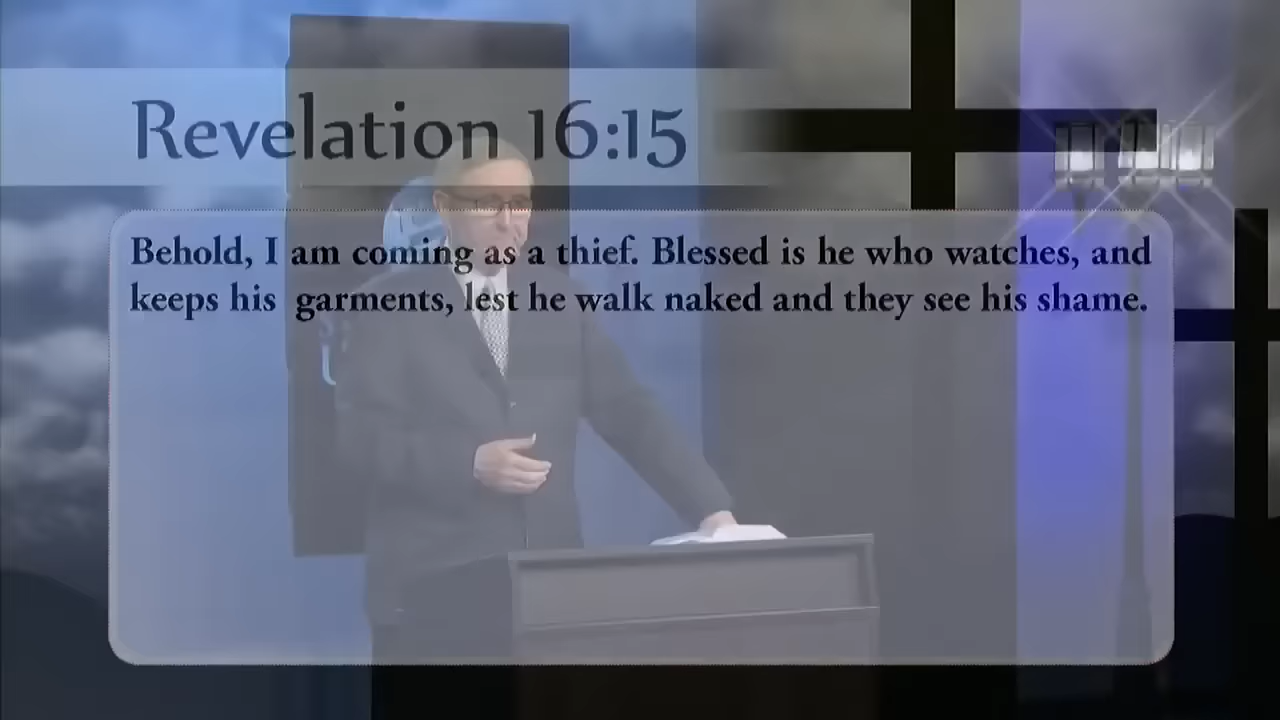 Revelation 16:15
Behold, I am coming as a thief. Blessed is he who watches, and
keeps his garments, lest he walk naked and they see his shame.